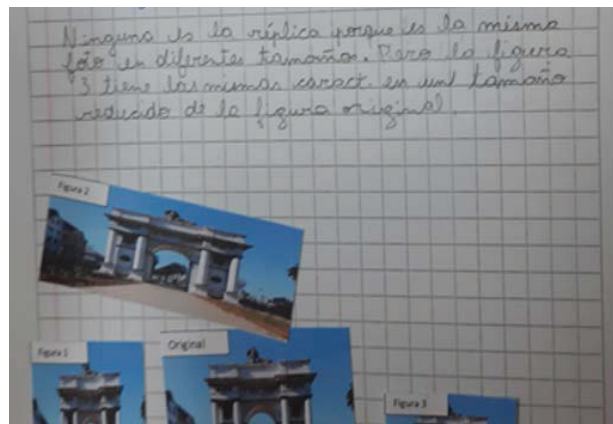 Ninguna es la réplica porque es la misma
foto en diferentes tamaños. Pero la figura
3 tiene las mismas caract. en un tamaño
reducido de la figura original.
Figura 2
Figura 1
Original
Figura 3